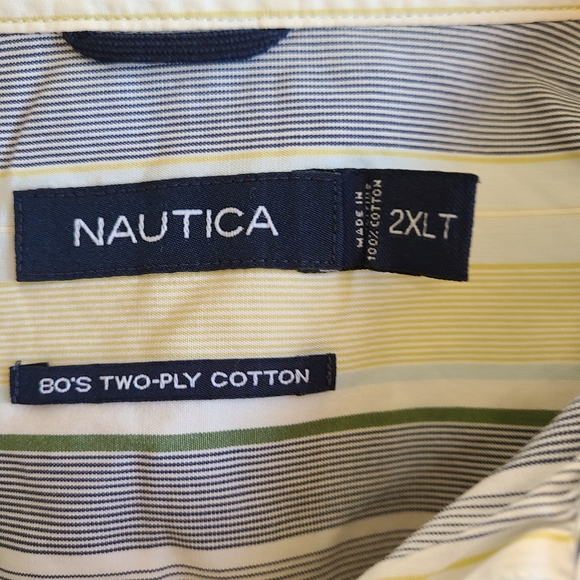 NAUTICA
MADE IN
100% COTTON
2XLT
80'S TWO-PLY COTTON